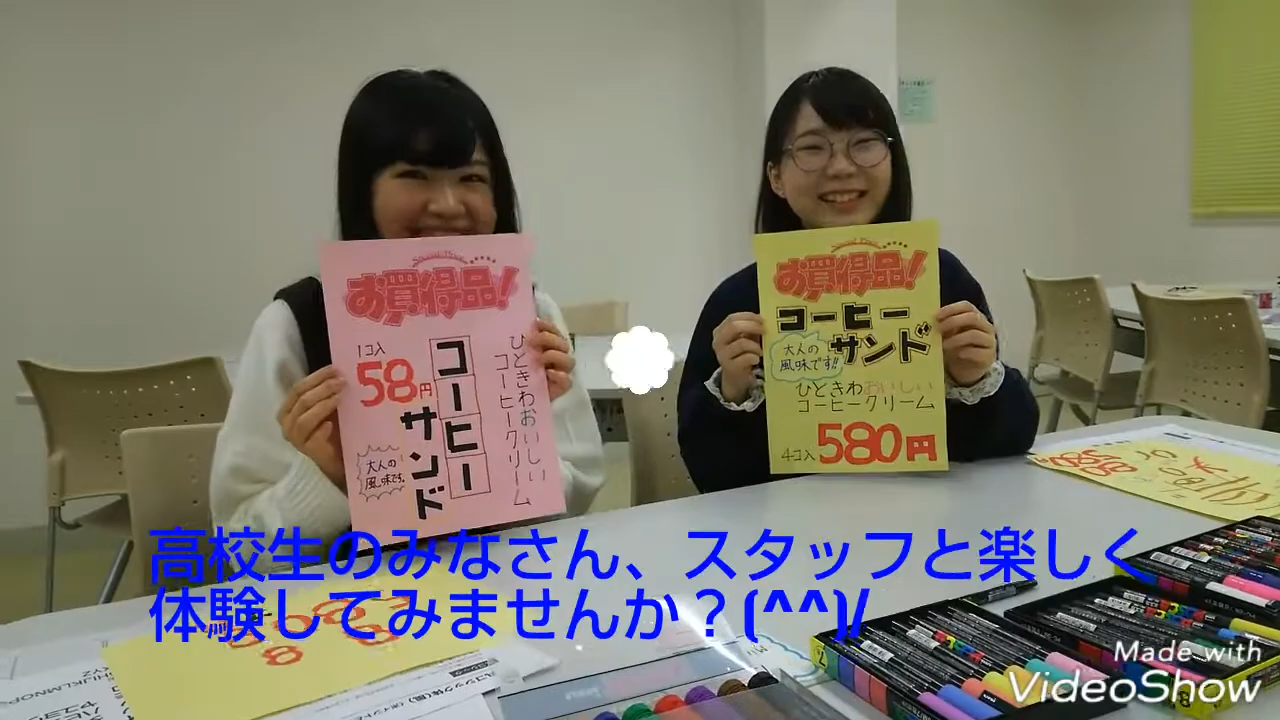 Special Price
お買得品!
1コ入
58円
コーヒー
サンド
ひときわおいしい
コーヒークリーム
大人の
風味です。
Special Price
お買得品!
コーヒー
サンド
大人の
風味です!!
ひときわおいしい
コーヒークリーム
4コ入 580円
高校生のみなさん、スタッフと楽しく
体験してみませんか?(^^)/
Made with
VideoShow